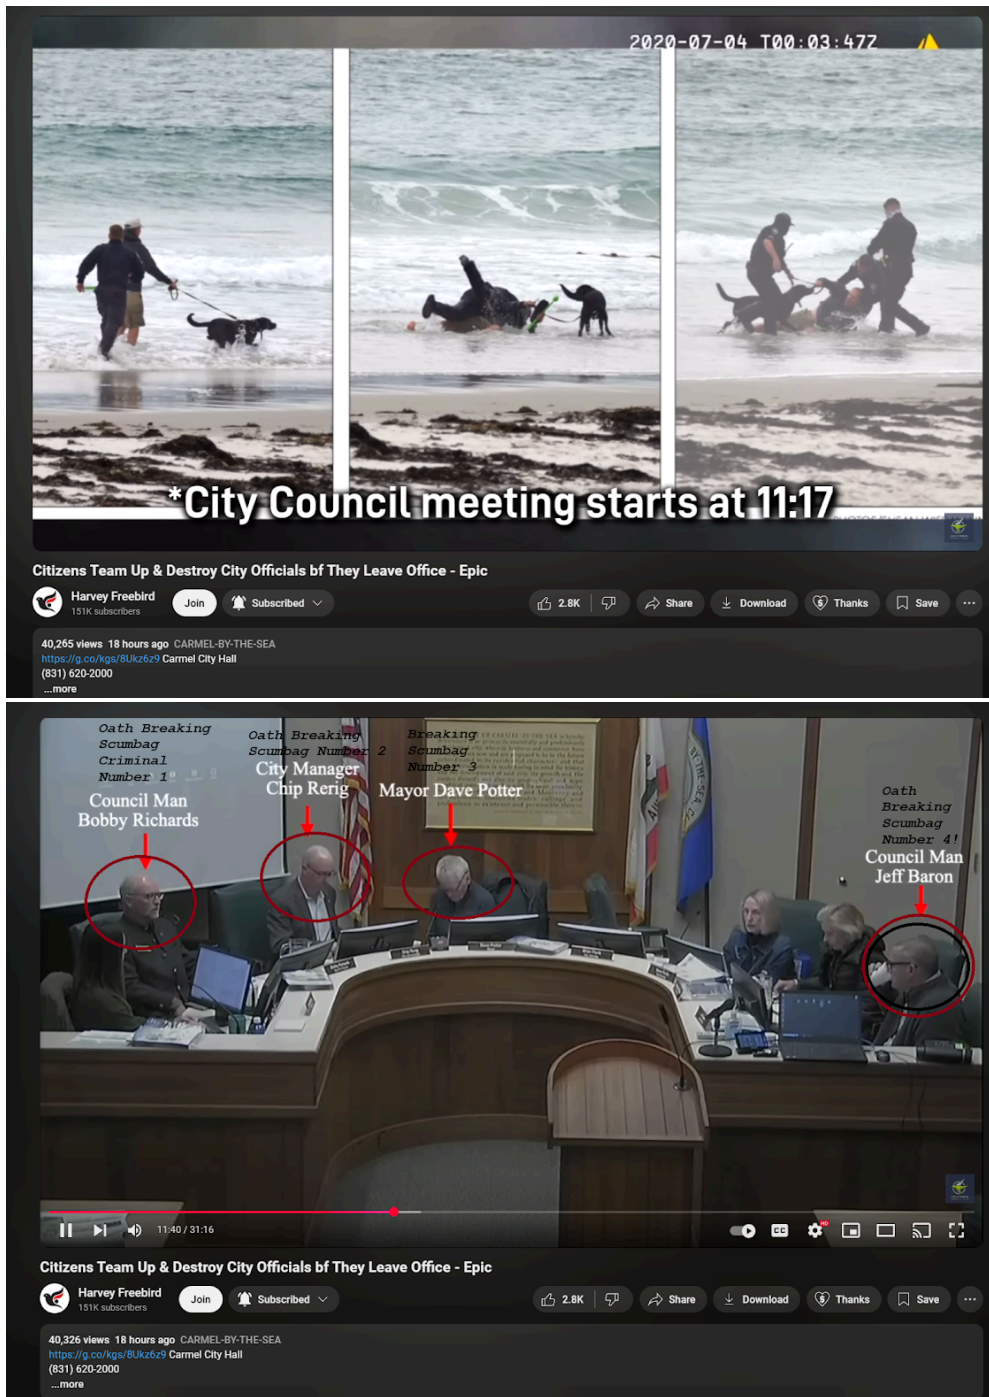 2020-07-04 T00:03:47Z
*City Council meeting starts at 11:17
Citizens Team Up & Destroy City Officials bf They Leave Office - Epic
Harvey Freebird
151K subscribers
Join
Subscribed
2.8K
Share
Download
Thanks
Save
40,265 views 18 hours ago CARMEL-BY-THE-SEA
https://g.co/kgs/8Ukz6z9 Carmel City Hall
(831) 620-2000
...more
Oath Breaking
Scumbag
Criminal
Number 1
Council Man
Bobby Richards
Oath Breaking
Scumbag Number 2
City Manager
Chip Rerig
Breaking
Scumbag
Number 3
Mayor Dave Potter
Oath
Breaking
Scumbag
Number 4!
Council Man
Jeff Baron
11:40 / 31:16
CC
HD
Citizens Team Up & Destroy City Officials bf They Leave Office - Epic
Harvey Freebird
151K subscribers
Join
Subscribed
2.8K
Share
Download
Thanks
Save
40,326 views 18 hours ago CARMEL-BY-THE-SEA
https://g.co/kgs/8Ukz6z9 Carmel City Hall
(831) 620-2000
...more